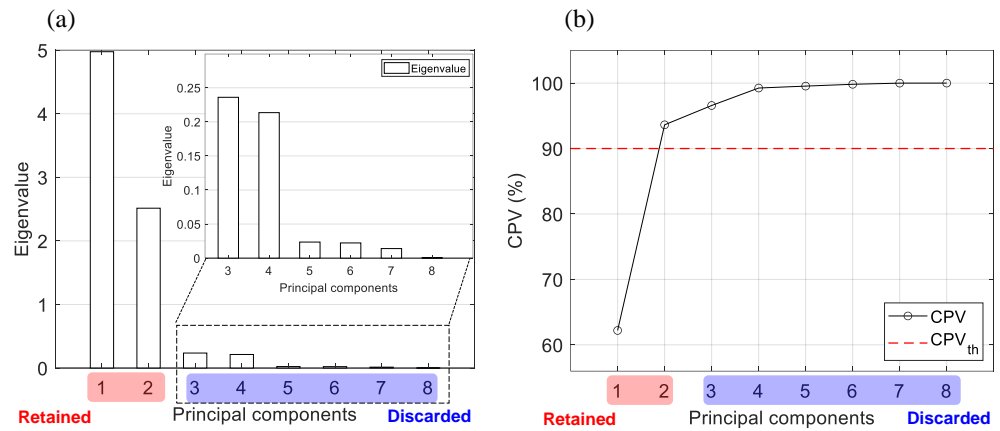 (a)
5
4
3
2
1
0
Eigenvalue
0.25
0.2
0.15
0.1
0.05
0
Eigenvalue
Eigenvalue
3 4 5 6 7 8
Principal components
1 2 3 4 5 6 7 8
Retained Principal components Discarded
(b)
100
90
80
70
60
CPV (%)
CPV
CPVth
1 2 3 4 5 6 7 8
Retained Principal components Discarded